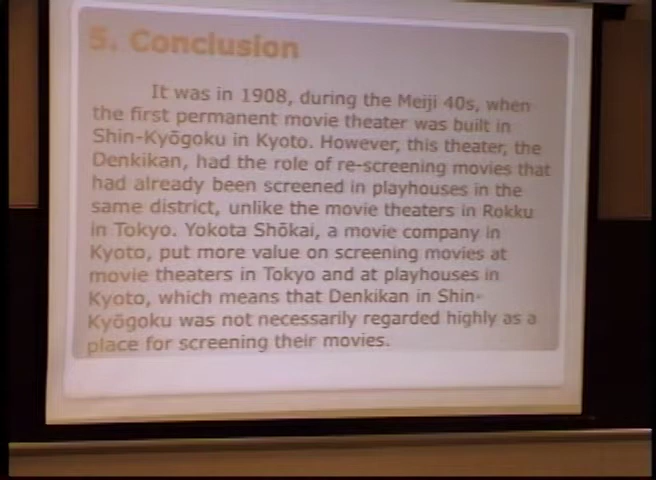 5. Conclusion
It was in 1908, during the Meiji 40s, when
the first permanent movie theater was built in
Shin-Kyōgoku in Kyoto. However, this theater, the
Denkikan, had the role of re-screening movies that
had already been screened in playhouses in the
same district, unlike the movie theaters in Rokku
in Tokyo. Yokota Shōkai, a movie company in
Kyoto, put more value on screening movies at
movie theaters in Tokyo and at playhouses in
Kyoto, which means that Denkikan in Shin-
Kyōgoku was not necessarily regarded highly as a
place for screening their movies.